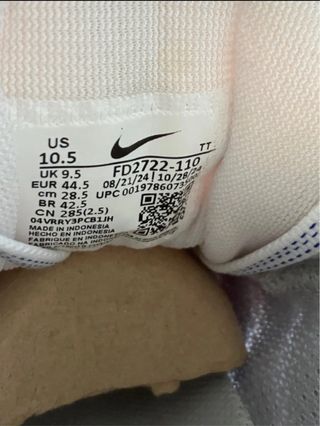 US
10.5
TT
UK 9.5
FD2722-110
EUR 44.5
08/21/24 10/28/24
cm 28.5
BR 42.5
CN 285(2.5)
04VRRY3PCB1JH
MADE IN INDONESIA
HECHO EN INDONESIA
FABRIQUE EN INDONESIE